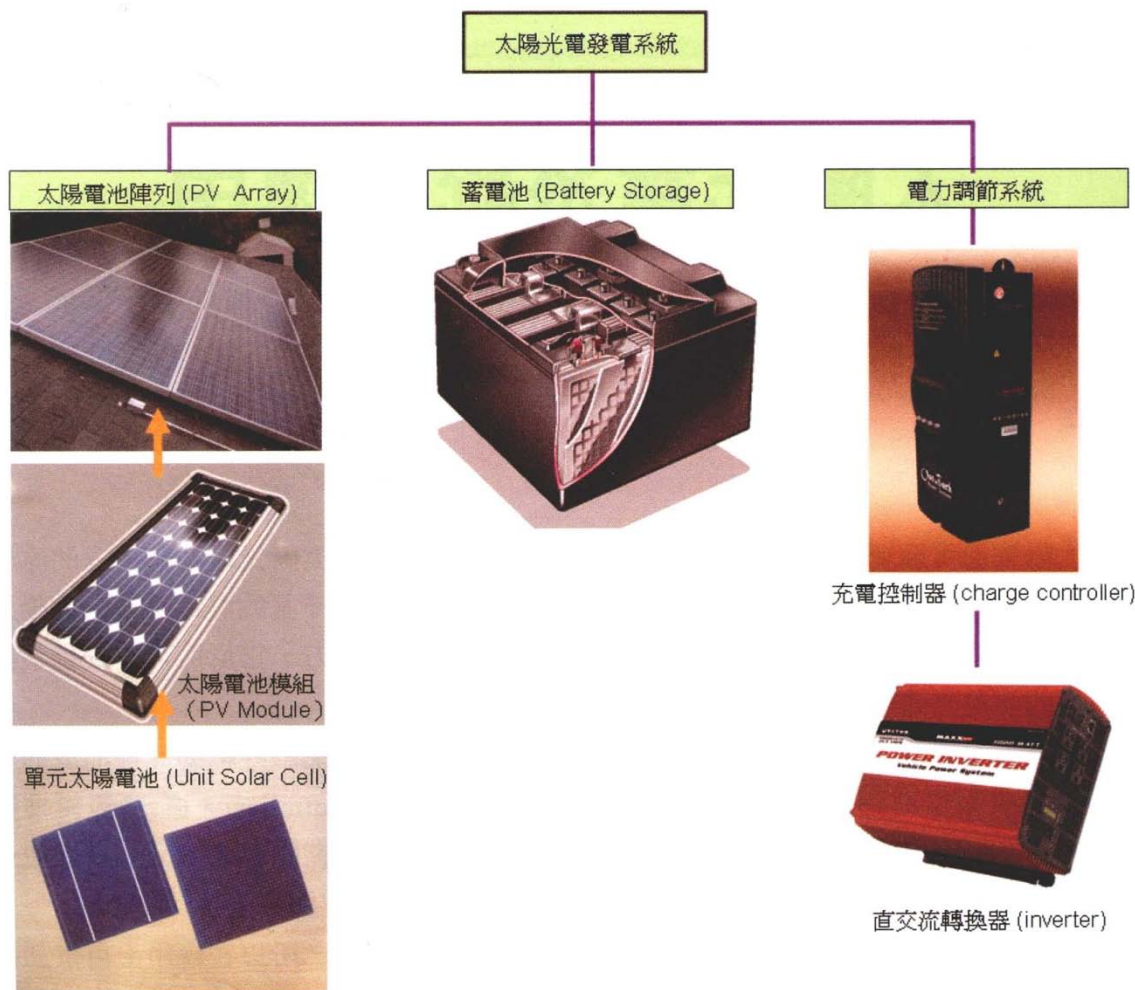 太陽光電發電系統
太陽電池陣列 (PV Array)
蓄電池 (Battery Storage)
電力調節系統
充電控制器 (charge controller)
太陽電池模組
(PV Module)
單元太陽電池 (Unit Solar Cell)
MAXX
POWER INVERTER
Vehicle Power System
直交流轉換器 (inverter)